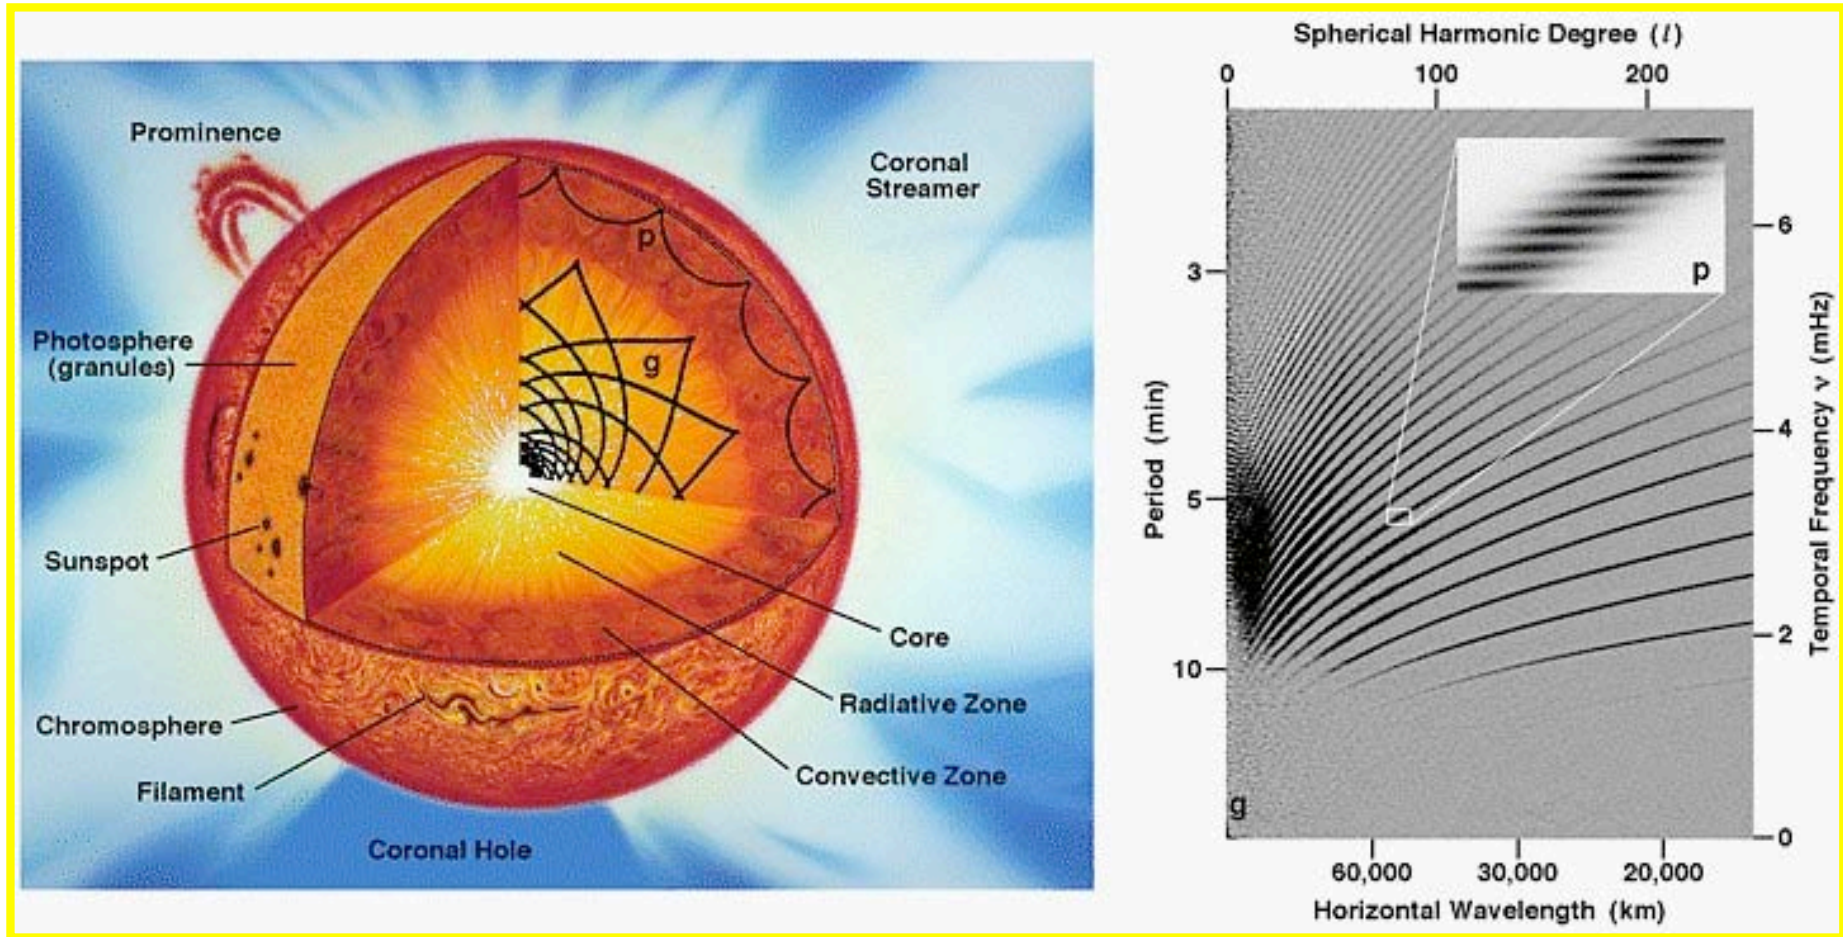 Prominence
Coronal
Streamer
p
g
Photosphere
(granules)
Sunspot
Core
Radiative Zone
Chromosphere
Convective Zone
Filament
Coronal Hole
Spherical Harmonic Degree (l)
0 100 200
p
3
5
10
Period (min)
6
4
2
0
Temporal Frequency ν (mHz)
g
60,000 30,000 20,000
Horizontal Wavelength (km)